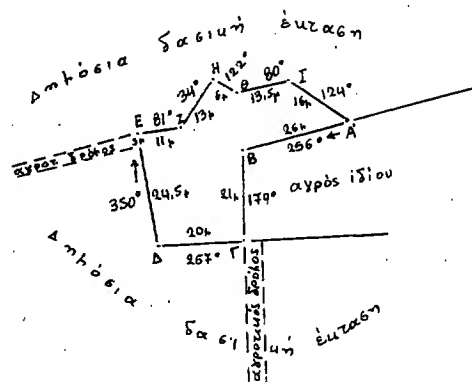 Δημόσια δασική έκταση
Η
122°
34°
6μ
Θ
80°
13,5μ
Ι
16μ
124°
Ε
81°
Ζ
13μ
11μ
3μ
αγροτ. δρόμος
26μ
256°
Α
Β
350°
24,5μ
21μ
179°
αγρός ιδίου
20μ
Δ
267°
Γ
Δημόσια δασική έκταση
αγροτικός δρόμος